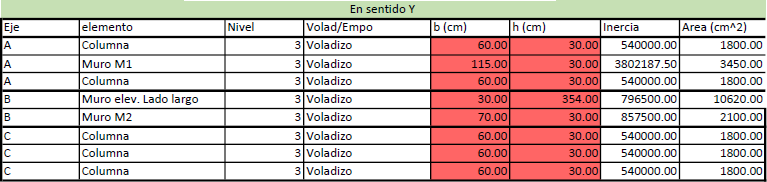 En sentido Y
Eje elemento Nivel Volad/Empo b (cm) h (cm) Inercia Area (cm^2)
A Columna 3 Voladizo 60.00 30.00 540000.00 1800.00
A Muro M1 3 Voladizo 115.00 30.00 3802187.50 3450.00
A Columna 3 Voladizo 60.00 30.00 540000.00 1800.00
B Muro elev. Lado largo 3 Voladizo 30.00 354.00 796500.00 10620.00
B Muro M2 3 Voladizo 70.00 30.00 857500.00 2100.00
C Columna 3 Voladizo 60.00 30.00 540000.00 1800.00
C Columna 3 Voladizo 60.00 30.00 540000.00 1800.00
C Columna 3 Voladizo 60.00 30.00 540000.00 1800.00